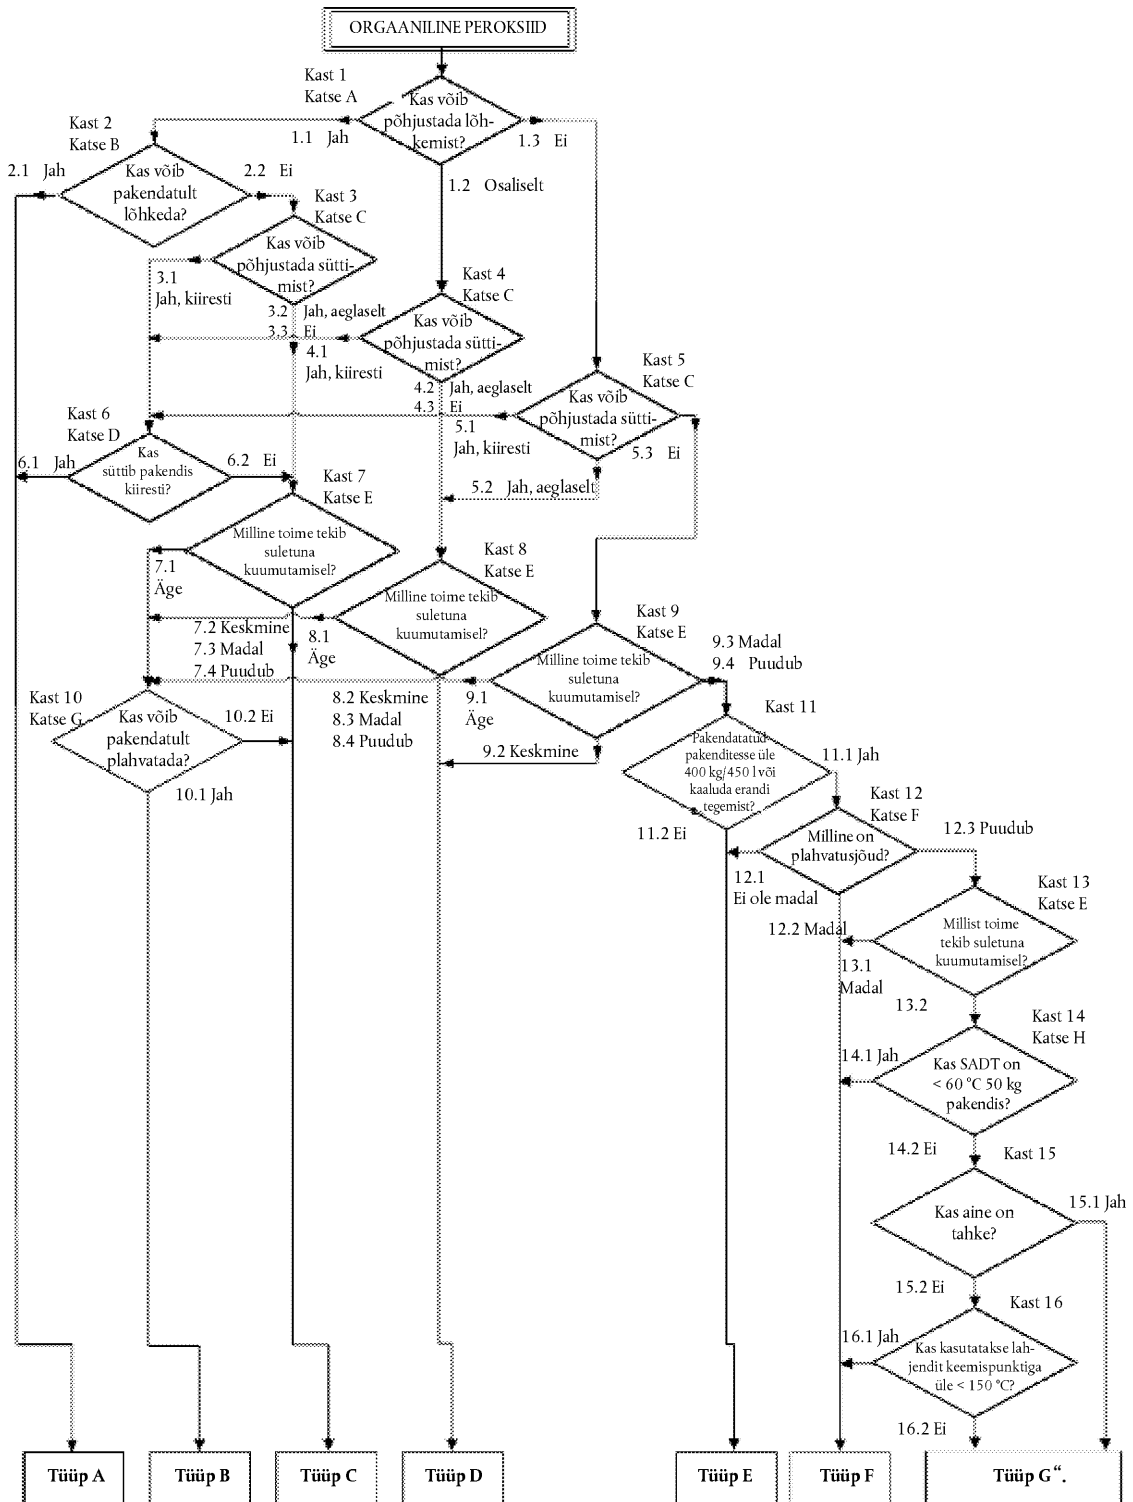 ORGAANILINE PEROKSIID
Kast 1
Katse A
Kas võib
põhjustada lõh-
kemist?
1.1 Jah
1.3 Ei
1.2 Osaliselt
Kast 2
Katse B
2.1 Jah
Kas võib
pakendatult
lõhkeda?
2.2 Ei
Kast 3
Katse C
Kas võib
põhjustada sütti-
mist?
3.1
Jah, kiiresti
3.2 Jah, aeglaselt
3.3 Ei
Kast 4
Katse C
Kas võib
põhjustada sütti-
mist?
4.1
Jah, kiiresti
4.2 Jah, aeglaselt
4.3 Ei
Kast 5
Katse C
Kas võib
põhjustada sütti-
mist?
5.1
Jah, kiiresti
5.3 Ei
5.2 Jah, aeglaselt
Kast 6
Katse D
6.1 Jah
Kas
süttib pakendis
kiiresti?
6.2 Ei
Kast 7
Katse E
Milline toime tekib
suletuna
kuumutamisel?
7.1
Äge
7.2 Keskmine
7.3 Madal
7.4 Puudub
Kast 8
Katse E
Milline toime tekib
suletuna
kuumutamisel?
8.1
Äge
8.2 Keskmine
8.3 Madal
8.4 Puudub
Kast 9
Katse E
Milline toime tekib
suletuna
kuumutamisel?
9.1
Äge
9.2 Keskmine
9.3 Madal
9.4 Puudub
Kast 10
Katse G
Kas võib
pakendatult
plahvatada?
10.2 Ei
10.1 Jah
Kast 11
Pakendatatud
pakenditesse üle
400 kg/450 l või
kaaluda erandi
tegemist?
11.1 Jah
11.2 Ei
Kast 12
Katse F
Milline on
plahvatusjõud?
12.3 Puudub
12.1
Ei ole madal
12.2 Madal
Kast 13
Katse E
Millist toime
tekib suletuna
kuumutamisel?
13.1
Madal
13.2
Kast 14
Katse H
14.1 Jah
Kas SADT on
< 60 °C 50 kg
pakendis?
14.2 Ei
Kast 15
Kas aine on
tahke?
15.1 Jah
15.2 Ei
Kast 16
16.1 Jah
Kas kasutatakse lah-
jendit keemispunktiga
üle < 150 °C?
16.2 Ei
Tüüp A
Tüüp B
Tüüp C
Tüüp D
Tüüp E
Tüüp F
Tüüp G“.